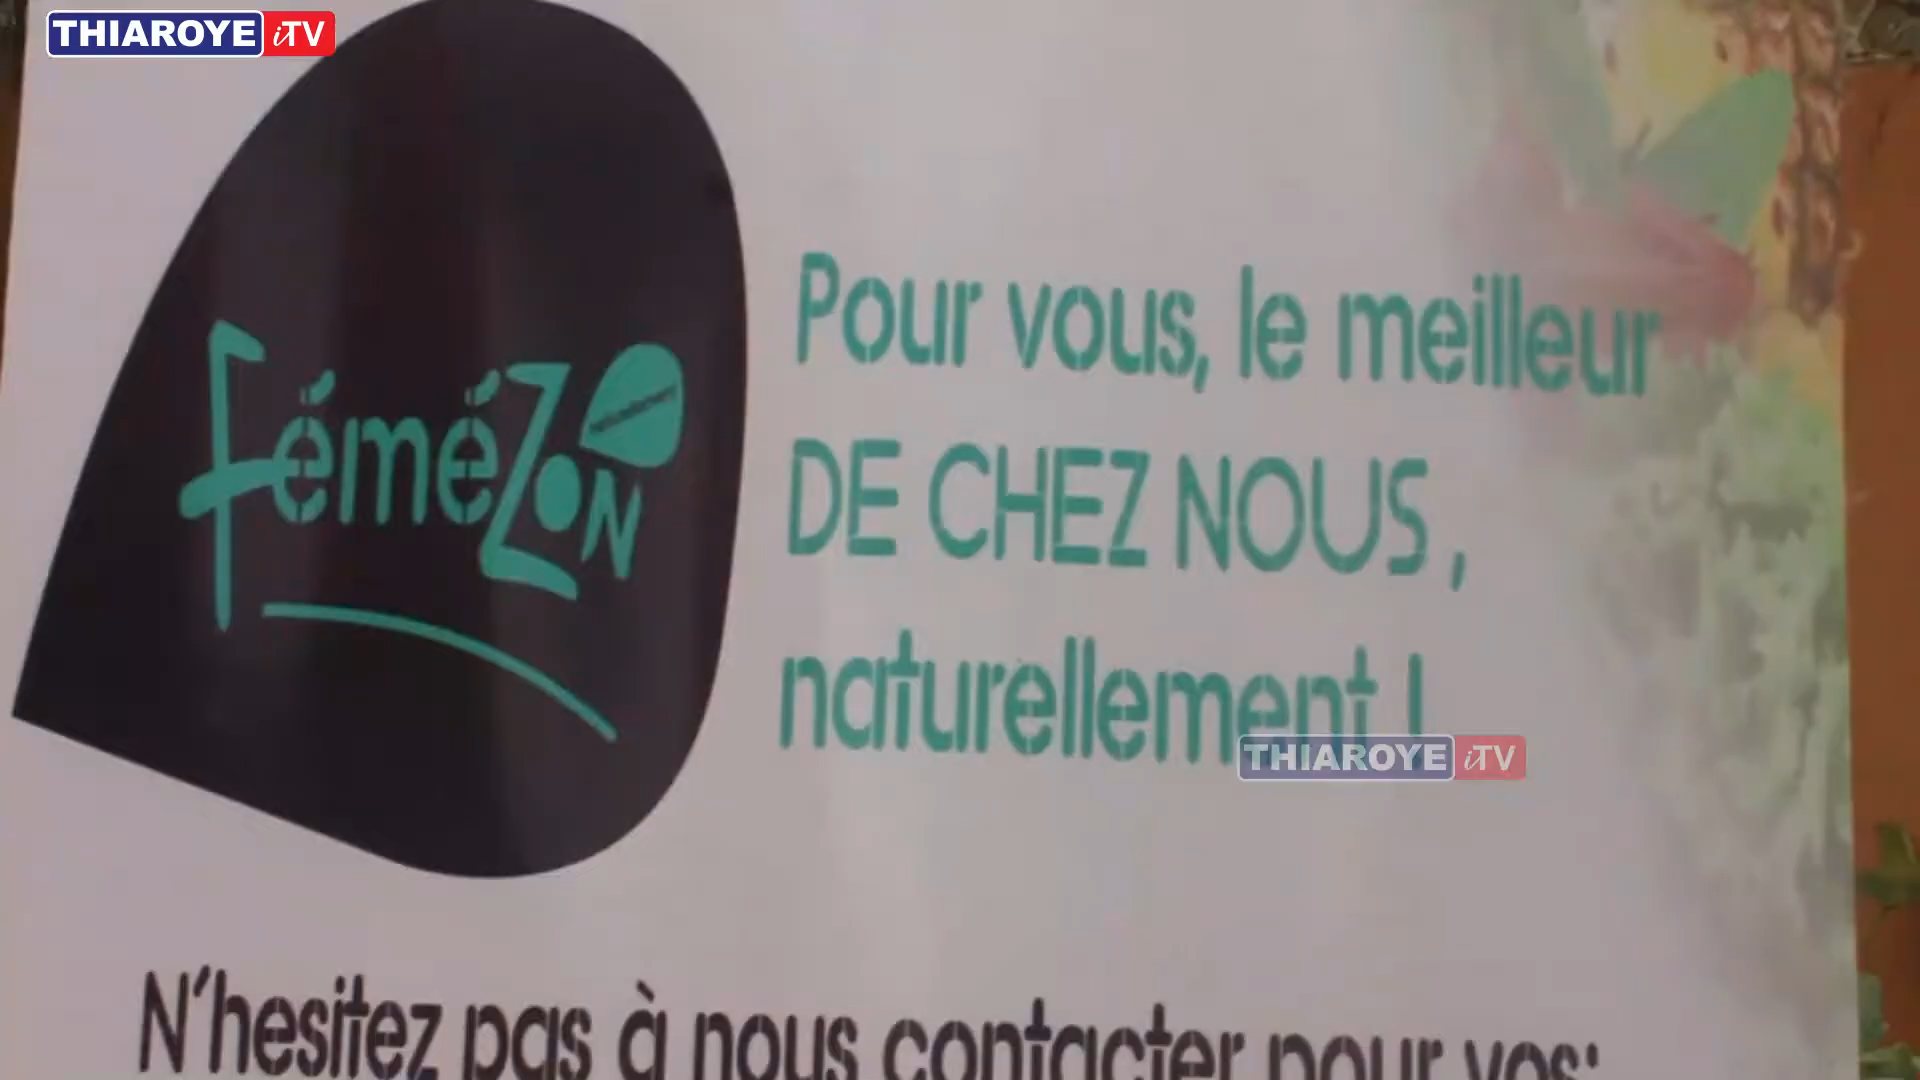 THIAROYE iTV
FéméZON
Pour vous, le meilleur
DE CHEZ NOUS ,
naturellement !
THIAROYE iTV
N'hesitez pas à nous contacter pour vos: